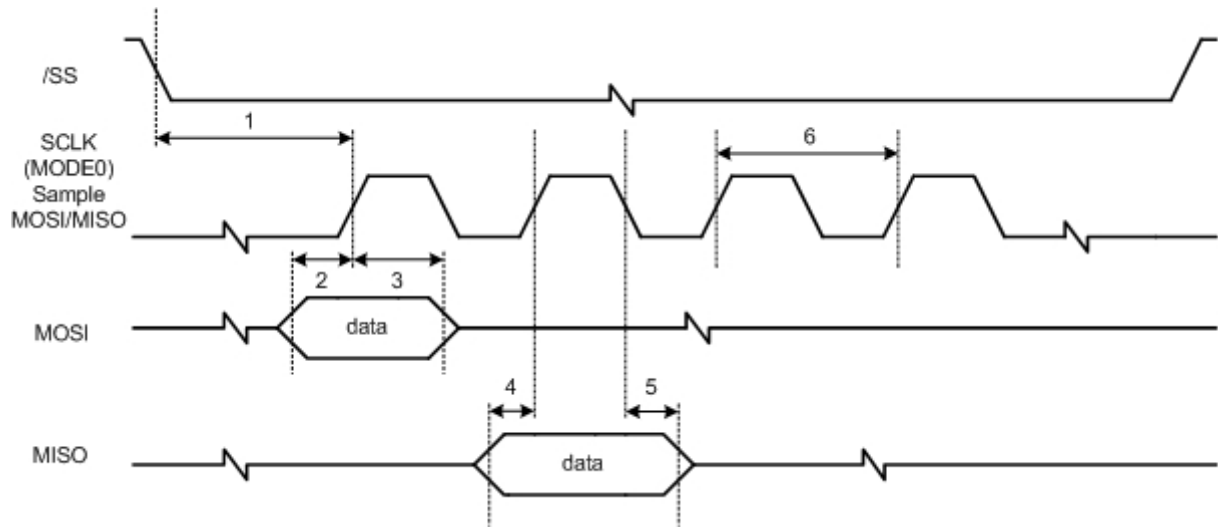 /SS
1
SCLK
(MODE0)
Sample
MOSI/MISO
6
2
3
MOSI
data
4
5
MISO
data